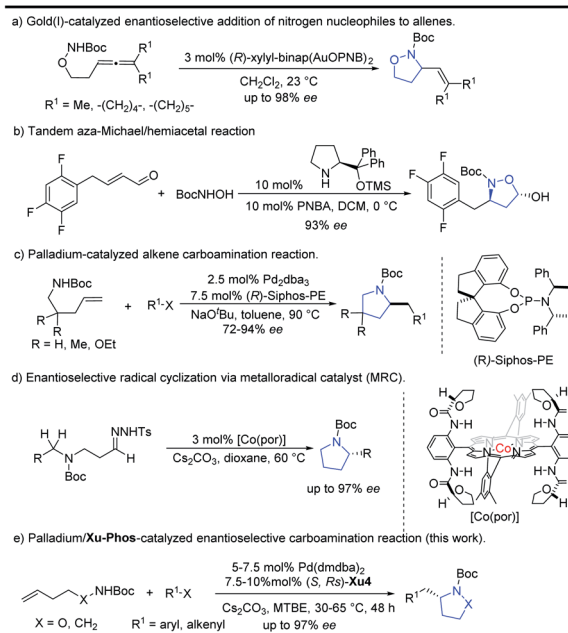 a) Gold(I)-catalyzed enantioselective addition of nitrogen nucleophiles to allenes.
NHBoc
O
R¹
R¹
R¹ = Me, -(CH₂)₄-, -(CH₂)₅-
3 mol% (R)-xylyl-binap(AuOPNB)₂
CH₂Cl₂, 23 °C
up to 98% ee
Boc
N
O
R¹
R¹
b) Tandem aza-Michael/hemiacetal reaction
F
F
F
O
+
BocNHOH
N
H
Ph
Ph
OTMS
10 mol%
10 mol% PNBA, DCM, 0 °C
93% ee
F
F
F
BocN
O
OH
c) Palladium-catalyzed alkene carboamination reaction.
NHBoc
R
R
R = H, Me, OEt
+
R¹-X
2.5 mol% Pd₂dba₃
7.5 mol% (R)-Siphos-PE
NaOᵗBu, toluene, 90 °C
72-94% ee
Boc
N
R
R
R¹
O
O
P
N
Ph
Ph
(R)-Siphos-PE
d) Enantioselective radical cyclization via metalloradical catalyst (MRC).
H
H
R
N
Boc
NNHTs
H
3 mol% [Co(por)]
Cs₂CO₃, dioxane, 60 °C
Boc
N
R
up to 97% ee
H
O
O
H
O
C
C
O
N-H
H-N
N
N
Co
N
N
N-H
H-N
O
C
C
O
H
O
O
H
[Co(por)]
e) Palladium/Xu-Phos-catalyzed enantioselective carboamination reaction (this work).
X
NHBoc
X = O, CH₂
+
R¹-X
R¹ = aryl, alkenyl
5-7.5 mol% Pd(dmdba)₂
7.5-10%mol% (S, Rs)-Xu4
Cs₂CO₃, MTBE, 30-65 °C, 48 h
up to 97% ee
Boc
R¹
N
X